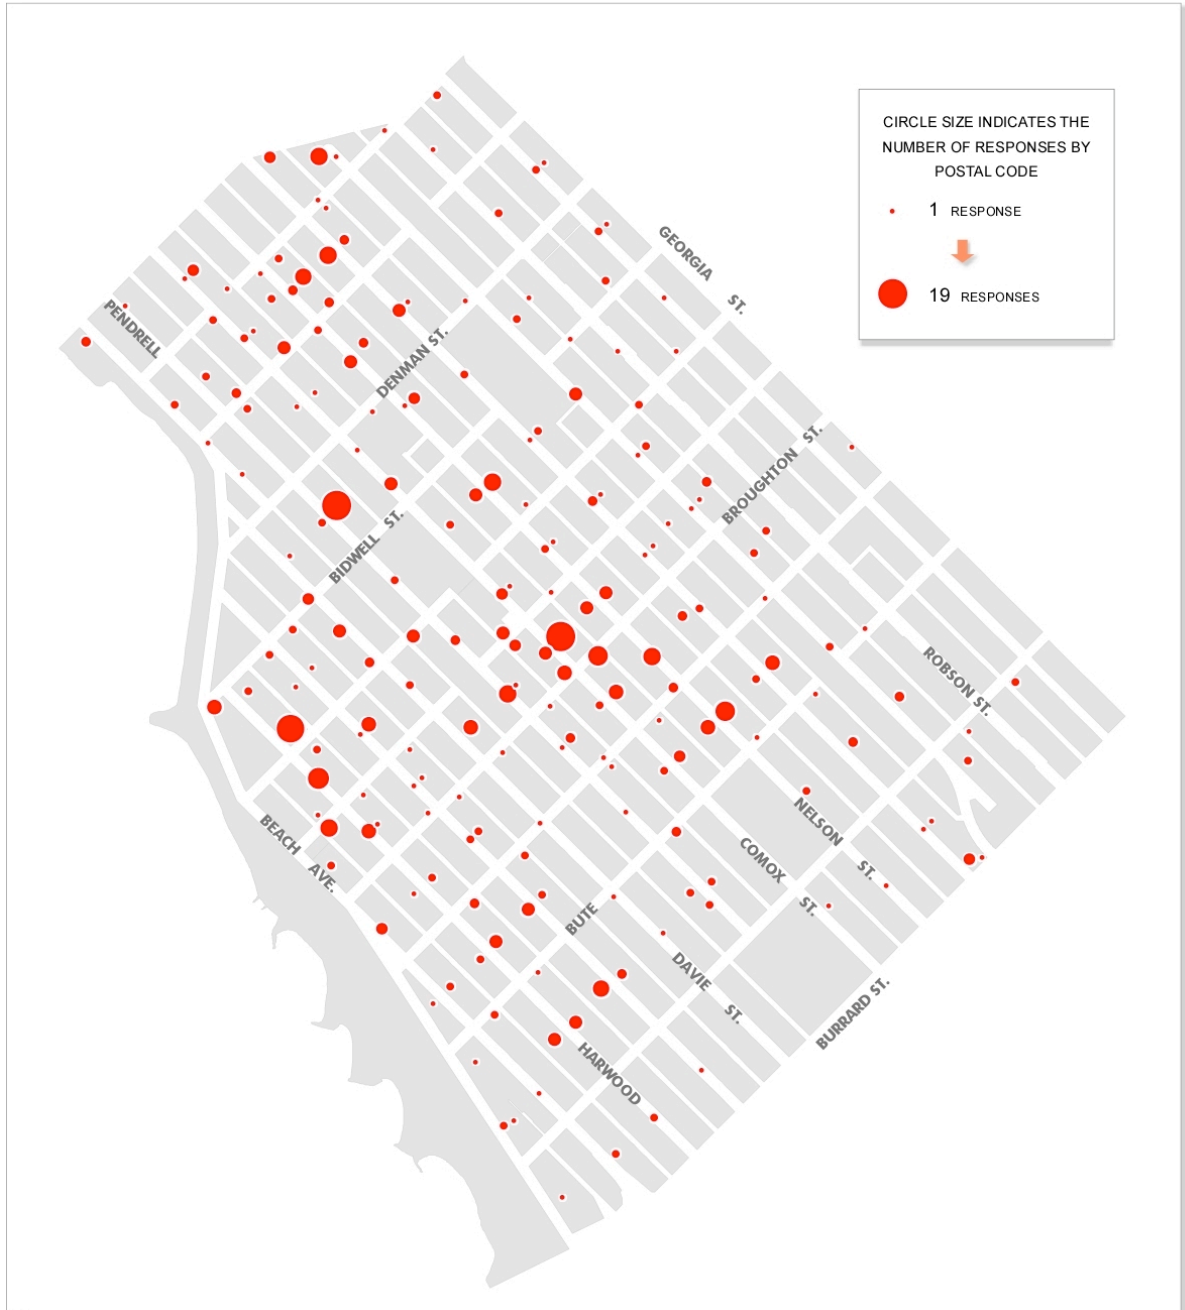 CIRCLE SIZE INDICATES THE
NUMBER OF RESPONSES BY
POSTAL CODE
1 RESPONSE
19 RESPONSES
GEORGIA ST.
PENDRELL
DENMAN ST.
BROUGHTON ST.
BIDWELL ST.
ROBSON ST.
NELSON ST.
COMOX ST.
BEACH AVE.
BUTE
DAVIE ST.
BURRARD ST.
HARWOOD